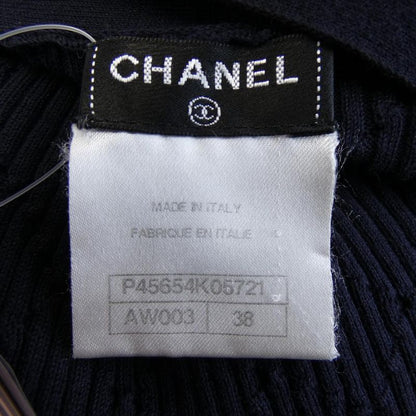 CHANEL
MADE IN ITALY
FABRIQUE EN ITALIE
P45654K05721
AW003 38